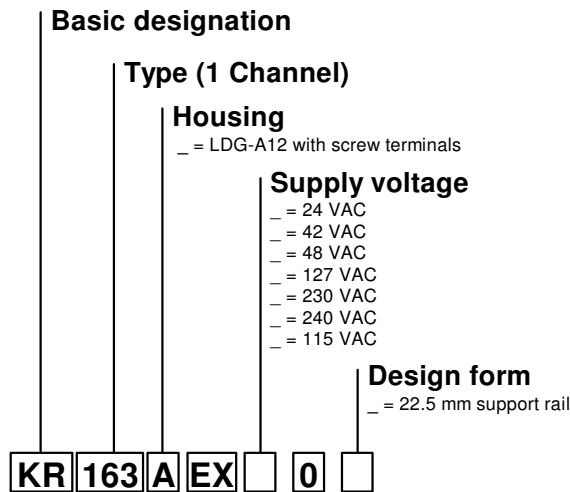 Basic designation
Type (1 Channel)
Housing
_ = LDG-A12 with screw terminals
Supply voltage
_ = 24 VAC
_ = 42 VAC
_ = 48 VAC
_ = 127 VAC
_ = 230 VAC
_ = 240 VAC
_ = 115 VAC
Design form
_ = 22.5 mm support rail
KR 163 A EX 0